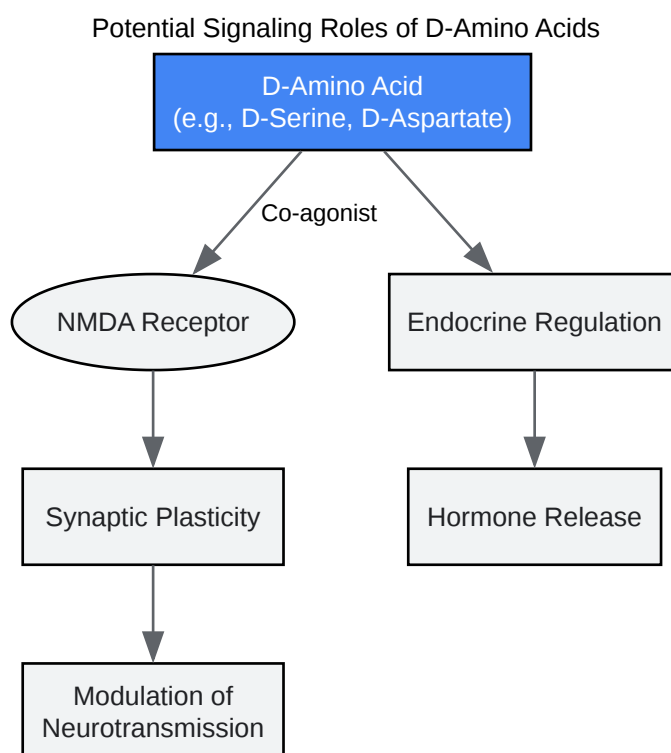 Potential Signaling Roles of D-Amino Acids
D-Amino Acid
(e.g., D-Serine, D-Aspartate)
Co-agonist
NMDA Receptor
Endocrine Regulation
Synaptic Plasticity
Hormone Release
Modulation of
Neurotransmission